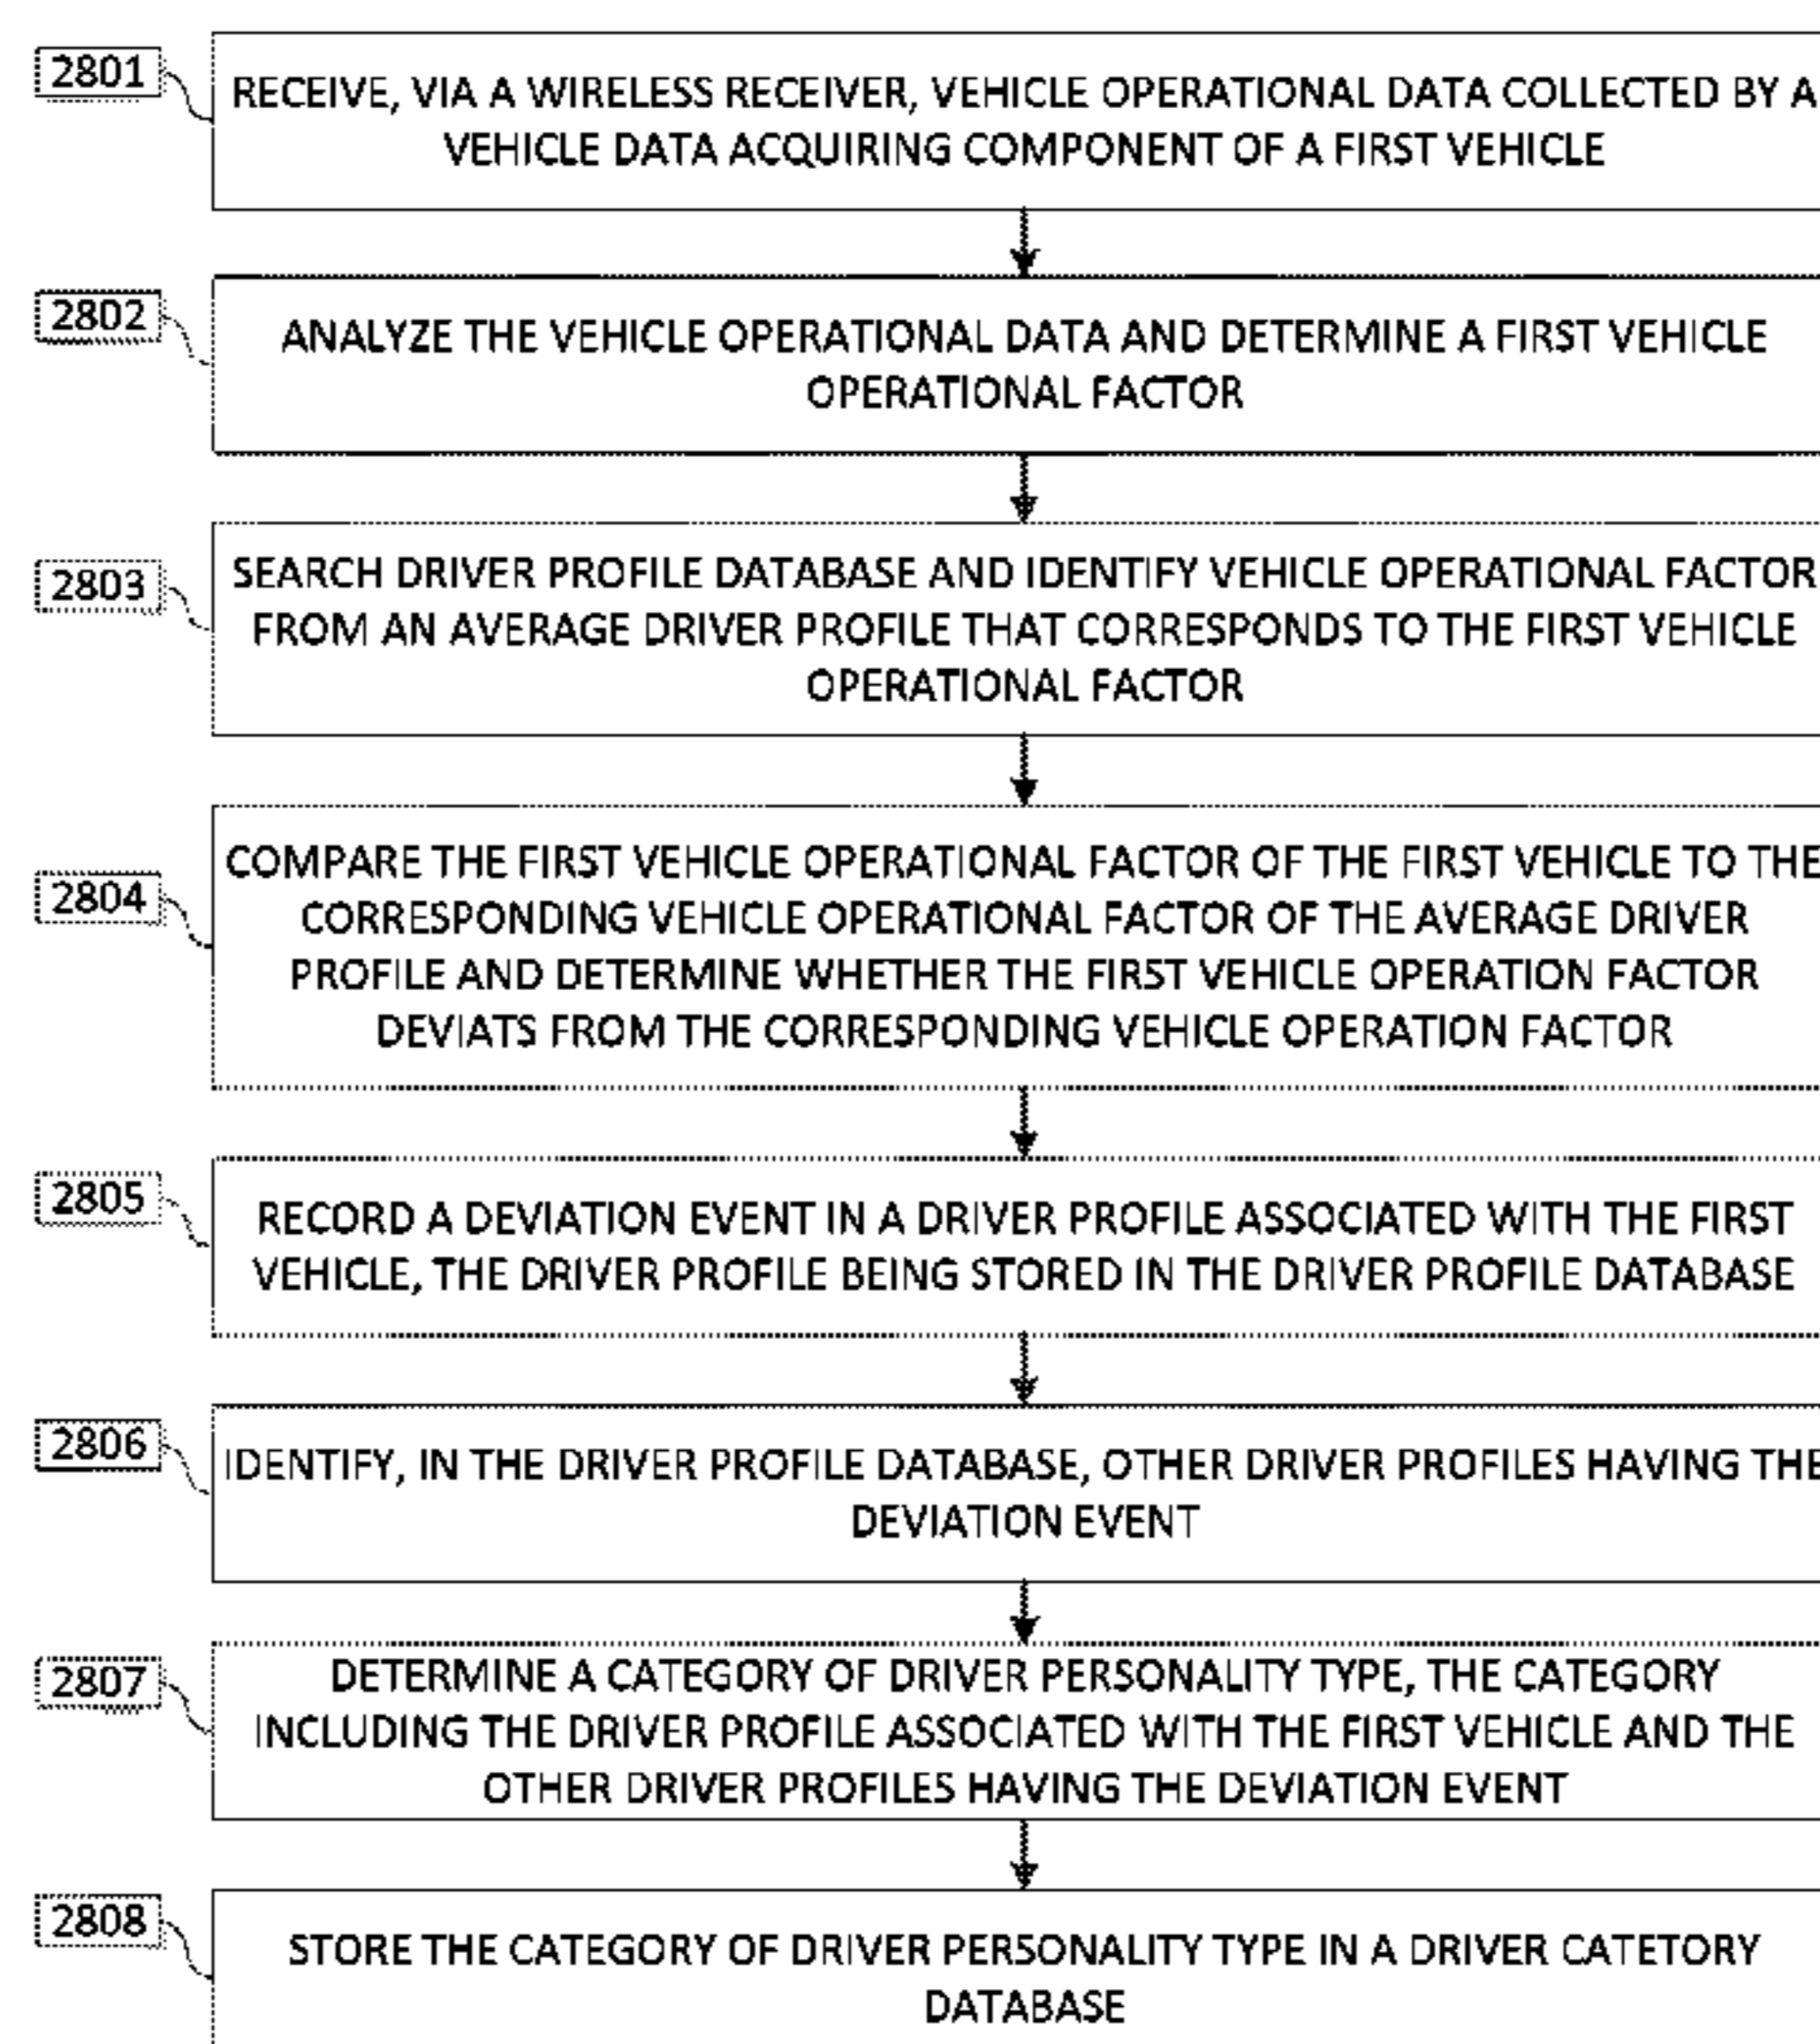 2801
RECEIVE, VIA A WIRELESS RECEIVER, VEHICLE OPERATIONAL DATA COLLECTED BY A
VEHICLE DATA ACQUIRING COMPONENT OF A FIRST VEHICLE
2802
ANALYZE THE VEHICLE OPERATIONAL DATA AND DETERMINE A FIRST VEHICLE
OPERATIONAL FACTOR
2803
SEARCH DRIVER PROFILE DATABASE AND IDENTIFY VEHICLE OPERATIONAL FACTOR
FROM AN AVERAGE DRIVER PROFILE THAT CORRESPONDS TO THE FIRST VEHICLE
OPERATIONAL FACTOR
2804
COMPARE THE FIRST VEHICLE OPERATIONAL FACTOR OF THE FIRST VEHICLE TO THE
CORRESPONDING VEHICLE OPERATIONAL FACTOR OF THE AVERAGE DRIVER
PROFILE AND DETERMINE WHETHER THE FIRST VEHICLE OPERATION FACTOR
DEVIATS FROM THE CORRESPONDING VEHICLE OPERATION FACTOR
2805
RECORD A DEVIATION EVENT IN A DRIVER PROFILE ASSOCIATED WITH THE FIRST
VEHICLE, THE DRIVER PROFILE BEING STORED IN THE DRIVER PROFILE DATABASE
2806
IDENTIFY, IN THE DRIVER PROFILE DATABASE, OTHER DRIVER PROFILES HAVING THE
DEVIATION EVENT
2807
DETERMINE A CATEGORY OF DRIVER PERSONALITY TYPE, THE CATEGORY
INCLUDING THE DRIVER PROFILE ASSOCIATED WITH THE FIRST VEHICLE AND THE
OTHER DRIVER PROFILES HAVING THE DEVIATION EVENT
2808
STORE THE CATEGORY OF DRIVER PERSONALITY TYPE IN A DRIVER CATETORY
DATABASE